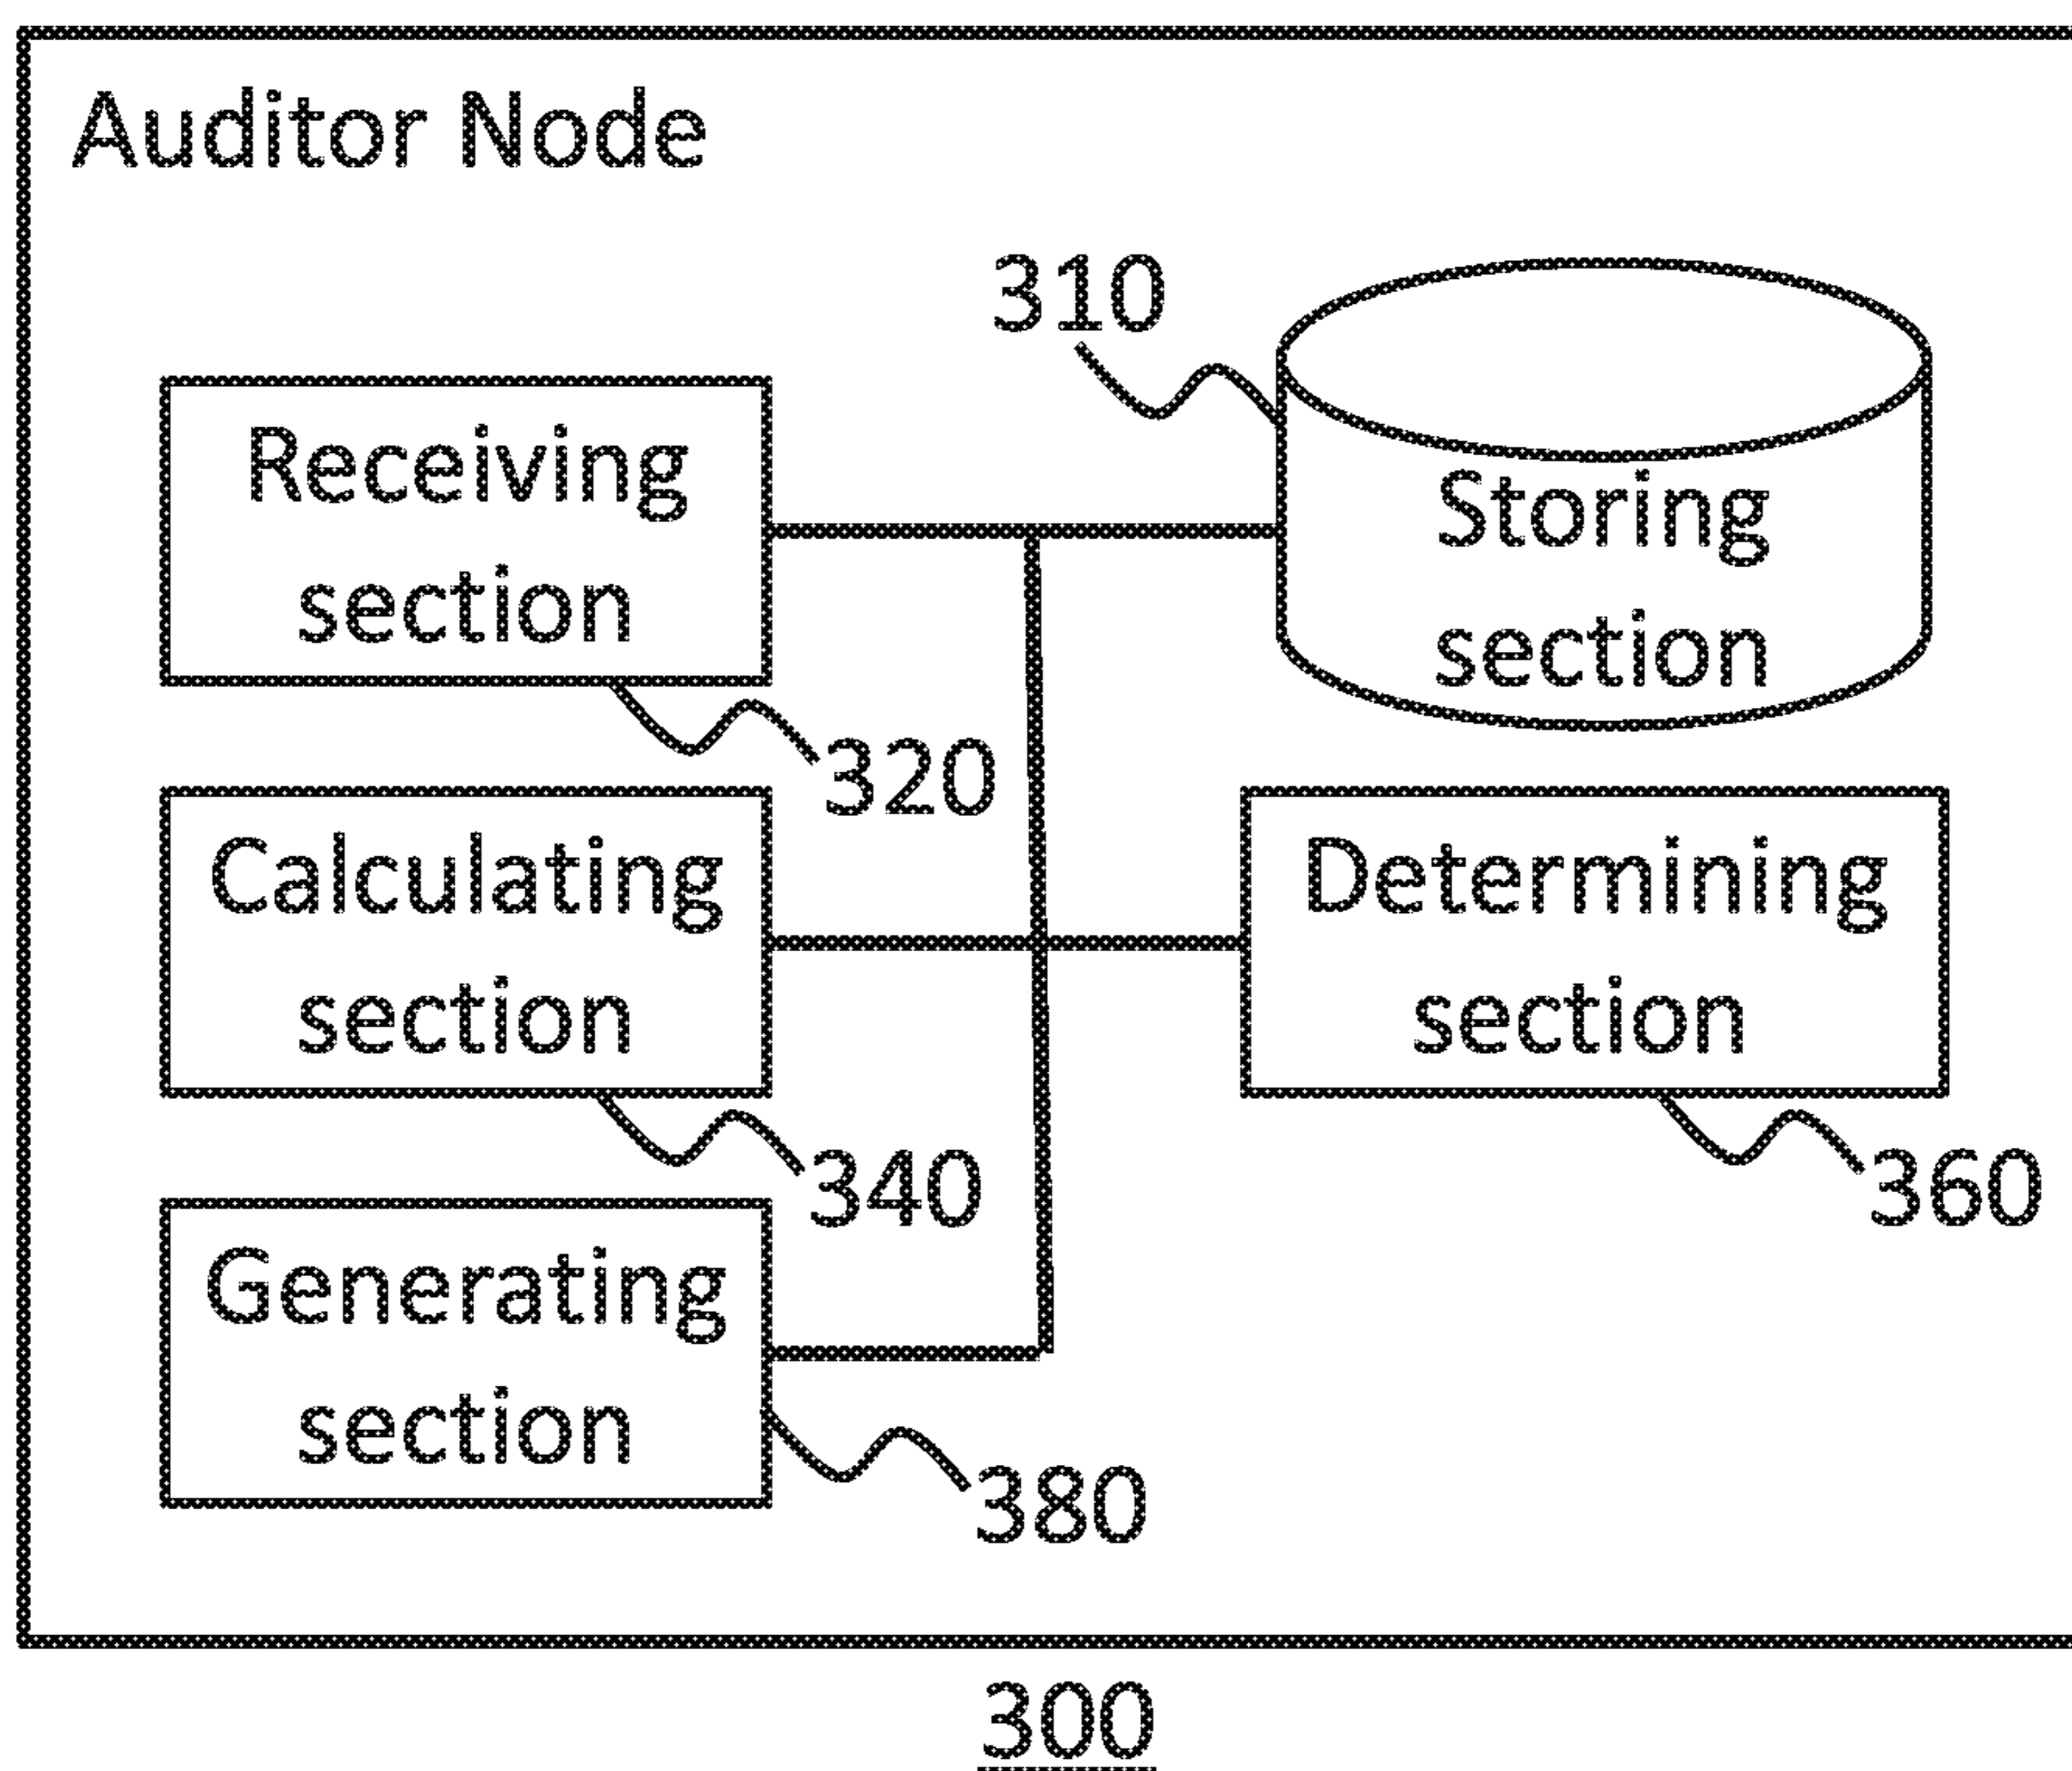 Auditor Node
310
Receiving
section
Storing
section
320
Calculating
section
Determining
section
340
360
Generating
section
380
300